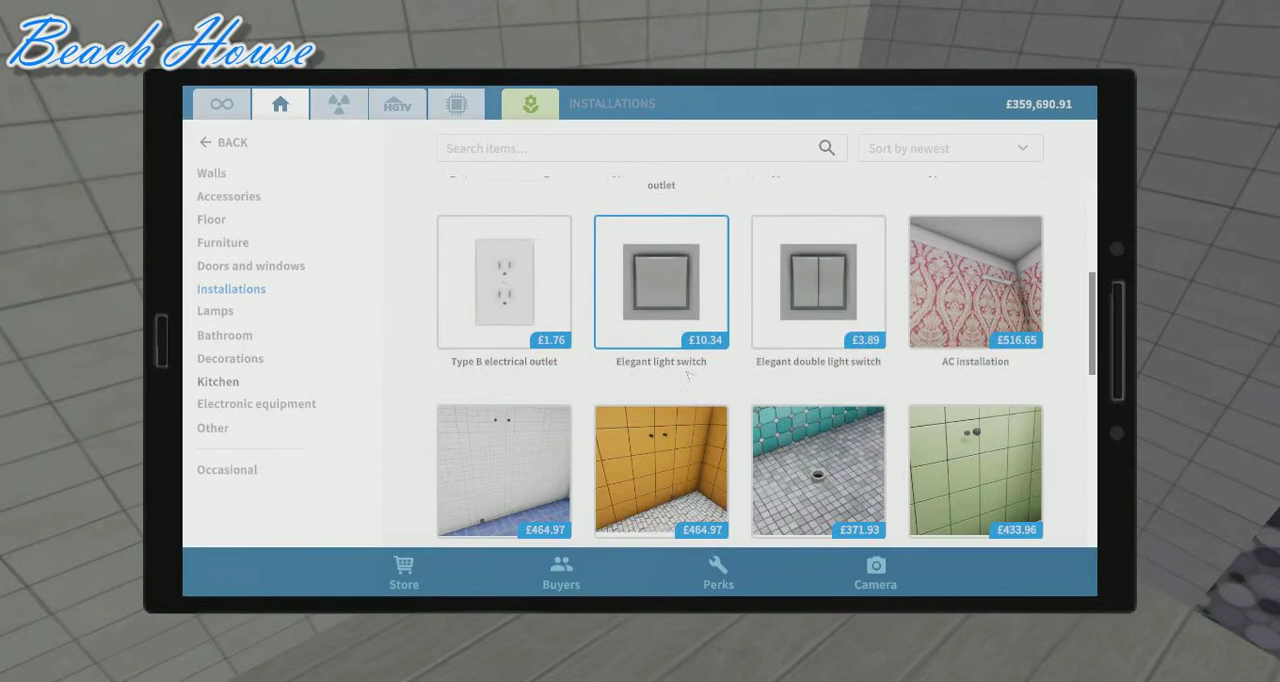 Beach House
HGTV
INSTALLATIONS
£359,690.91
BACK
Search items...
Sort by newest
Walls
Accessories
Floor
Furniture
Doors and windows
Installations
Lamps
Bathroom
Decorations
Kitchen
Electronic equipment
Other
Occasional
outlet
£1.76
£10.34
£3.89
£516.65
Type B electrical outlet
Elegant light switch
Elegant double light switch
AC Installation
£464.97
£464.97
£371.93
£433.96
Store
Buyers
Perks
Camera